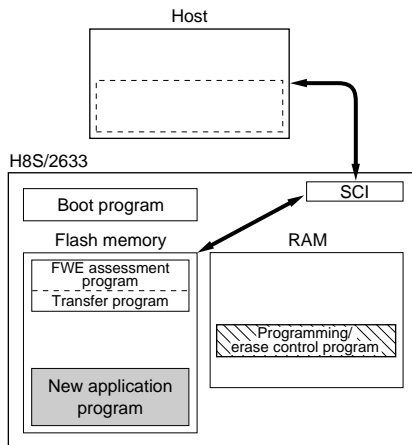 Host
H8S/2633
SCI
Boot program
Flash memory
RAM
FWE assessment
program
Transfer program
Programming/
erase control program
New application
program